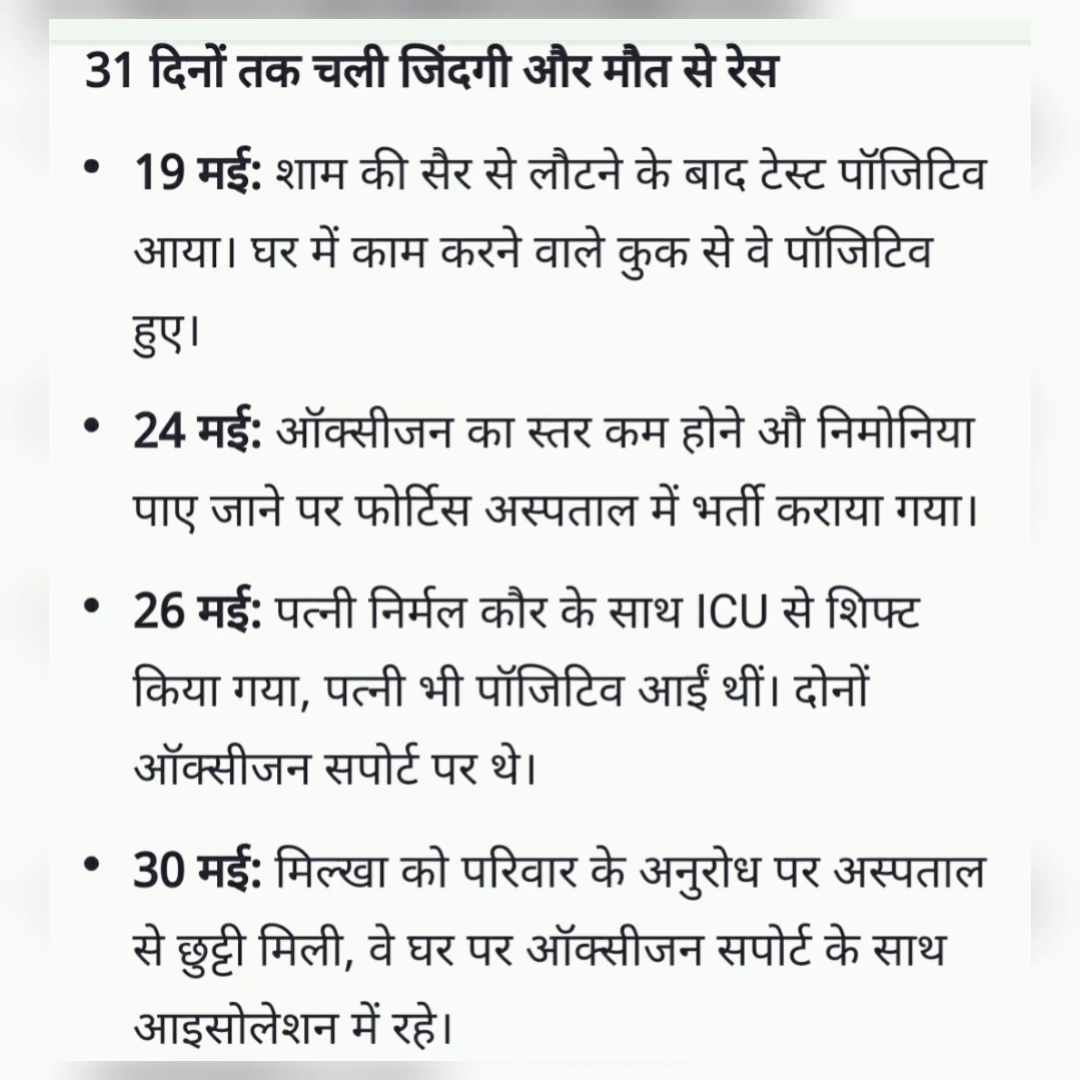 31 दिनों तक चली जिंदगी और मौत से रेस
• 19 मई: शाम की सैर से लौटने के बाद टेस्ट पॉजिटिव
आया। घर में काम करने वाले कुक से वे पॉजिटिव
हुए।
• 24 मई: ऑक्सीजन का स्तर कम होने औ निमोनिया
पाए जाने पर फोर्टिस अस्पताल में भर्ती कराया गया।
• 26 मई: पत्नी निर्मल कौर के साथ ICU से शिफ्ट
किया गया, पत्नी भी पॉजिटिव आईं थीं। दोनों
ऑक्सीजन सपोर्ट पर थे।
• 30 मई: मिल्खा को परिवार के अनुरोध पर अस्पताल
से छुट्टी मिली, वे घर पर ऑक्सीजन सपोर्ट के साथ
आइसोलेशन में रहे।